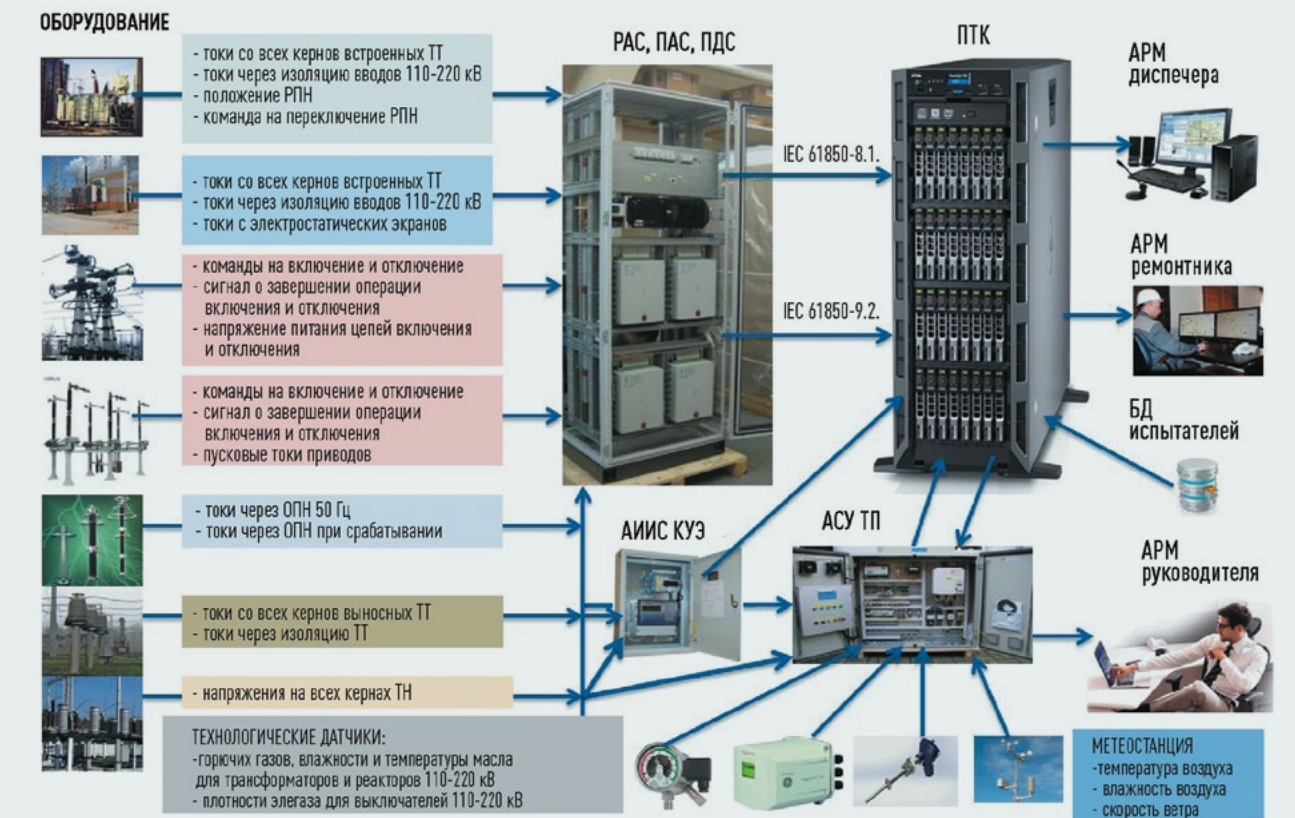 ОБОРУДОВАНИЕ
- токи со всех кернов встроенных ТТ
- токи через изоляцию вводов 110-220 кВ
- положение РПН
- команда на переключение РПН
- токи со всех кернов встроенных ТТ
- токи через изоляцию вводов 110-220 кВ
- токи с электростатических экранов
- команды на включение и отключение
- сигнал о завершении операции
включения и отключения
- напряжение питания цепей включения
и отключения
- команды на включение и отключение
- сигнал о завершении операции
включения и отключения
- пусковые токи приводов
- токи через ОПН 50 Гц
- токи через ОПН при срабатывании
- токи со всех кернов выносных ТТ
- токи через изоляцию ТТ
- напряжения на всех кернах ТН
ТЕХНОЛОГИЧЕСКИЕ ДАТЧИКИ:
-горючих газов, влажности и температуры масла
для трансформаторов и реакторов 110-220 кВ
- плотности элегаза для выключателей 110-220 кВ
РАС, ПАС, ПДС
IEC 61850-8.1.
IEC 61850-9.2.
ПТК
АИИС КУЭ
АСУ ТП
АРМ
диспечера
АРМ
ремонтника
БД
испытателей
АРМ
руководителя
МЕТЕОСТАНЦИЯ
-температура воздуха
- влажность воздуха
- скорость ветра